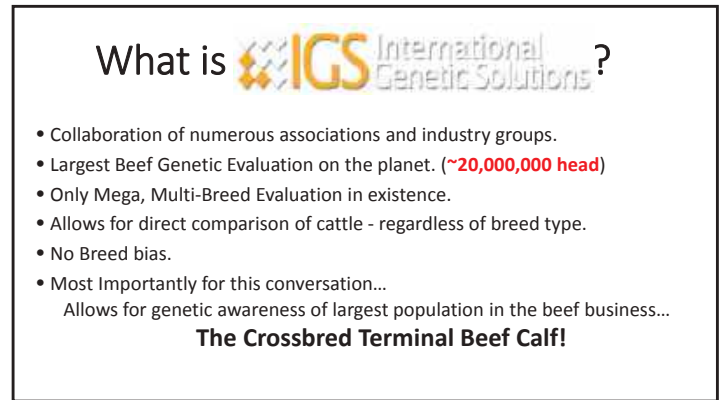 What is IGS International Genetic Solutions ?
• Collaboration of numerous associations and industry groups.
• Largest Beef Genetic Evaluation on the planet. (~20,000,000 head)
• Only Mega, Multi-Breed Evaluation in existence.
• Allows for direct comparison of cattle - regardless of breed type.
• No Breed bias.
• Most Importantly for this conversation…
Allows for genetic awareness of largest population in the beef business…
The Crossbred Terminal Beef Calf!